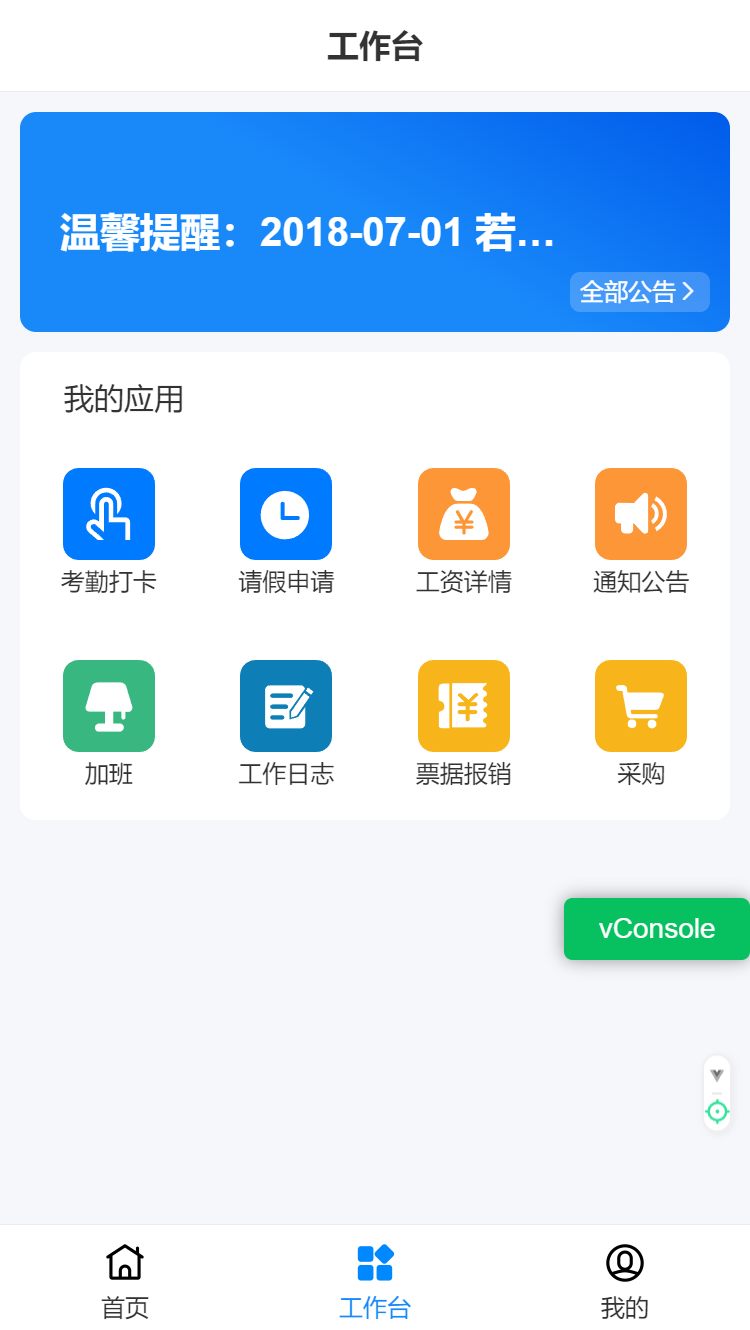 工作台
温馨提醒：2018-07-01 若...
全部公告
我的应用
考勤打卡
请假申请
工资详情
通知公告
加班
工作日志
票据报销
采购
vConsole
首页
工作台
我的